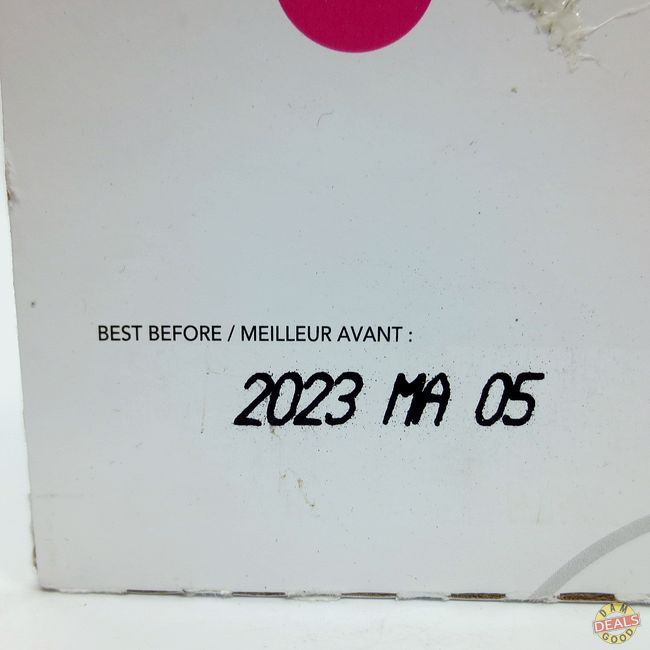 BEST BEFORE / MEILLEUR AVANT :
2023 MA 05
DAM
DEALS
GOOD